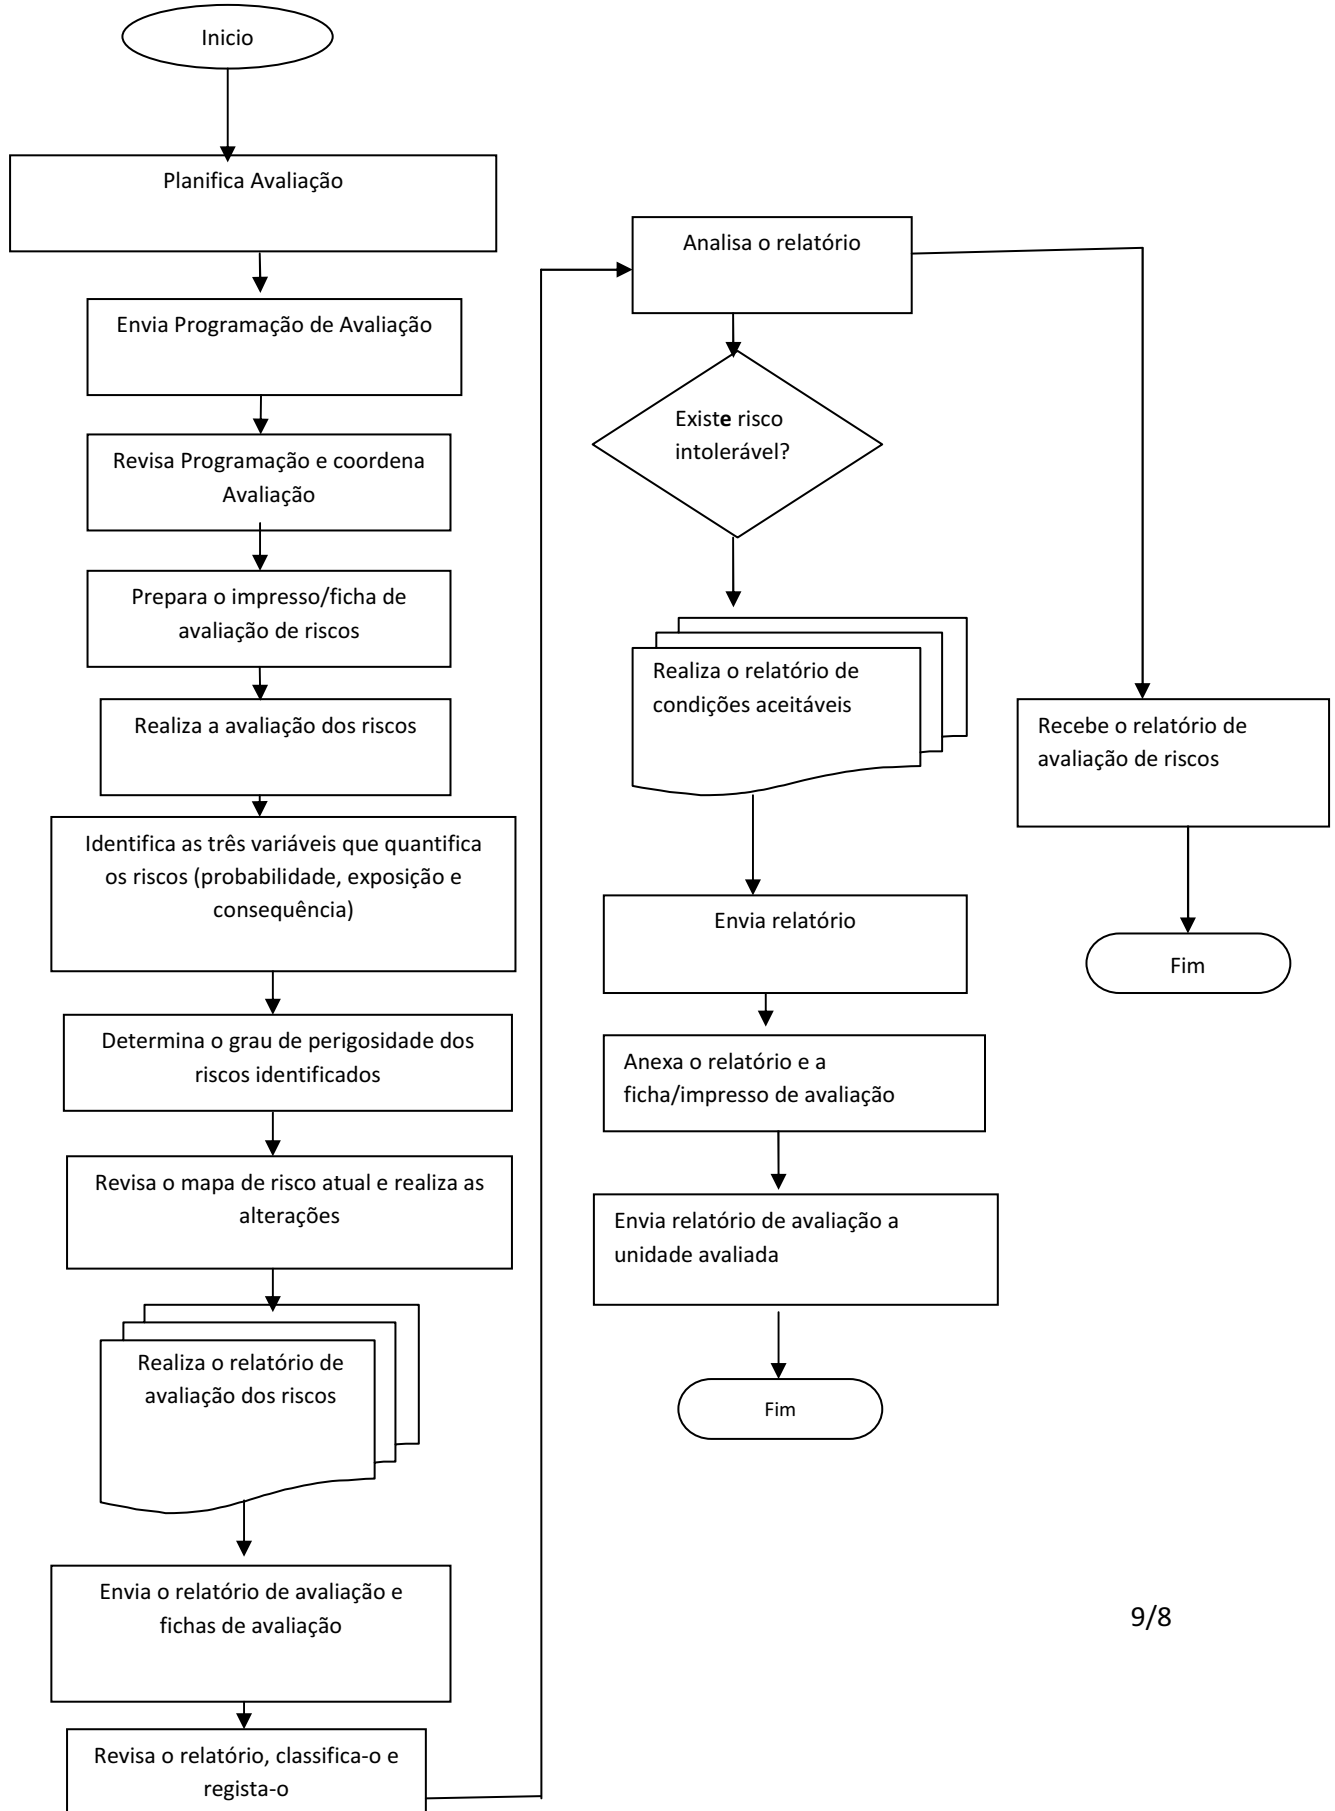 Inicio
Planifica Avaliação
Envia Programação de Avaliação
Revisa Programação e coordena
Avaliação
Prepara o impresso/ficha de
avaliação de riscos
Realiza a avaliação dos riscos
Identifica as três variáveis que quantifica
os riscos (probabilidade, exposição e
consequência)
Determina o grau de perigosidade dos
riscos identificados
Revisa o mapa de risco atual e realiza as
alterações
Realiza o relatório de
avaliação dos riscos
Envia o relatório de avaliação e
fichas de avaliação
Revisa o relatório, classifica-o e
regista-o
Analisa o relatório
Existe risco
intolerável?
Realiza o relatório de
condições aceitáveis
Envia relatório
Anexa o relatório e a
ficha/impresso de avaliação
Envia relatório de avaliação a
unidade avaliada
Fim
Recebe o relatório de
avaliação de riscos
Fim
9/8